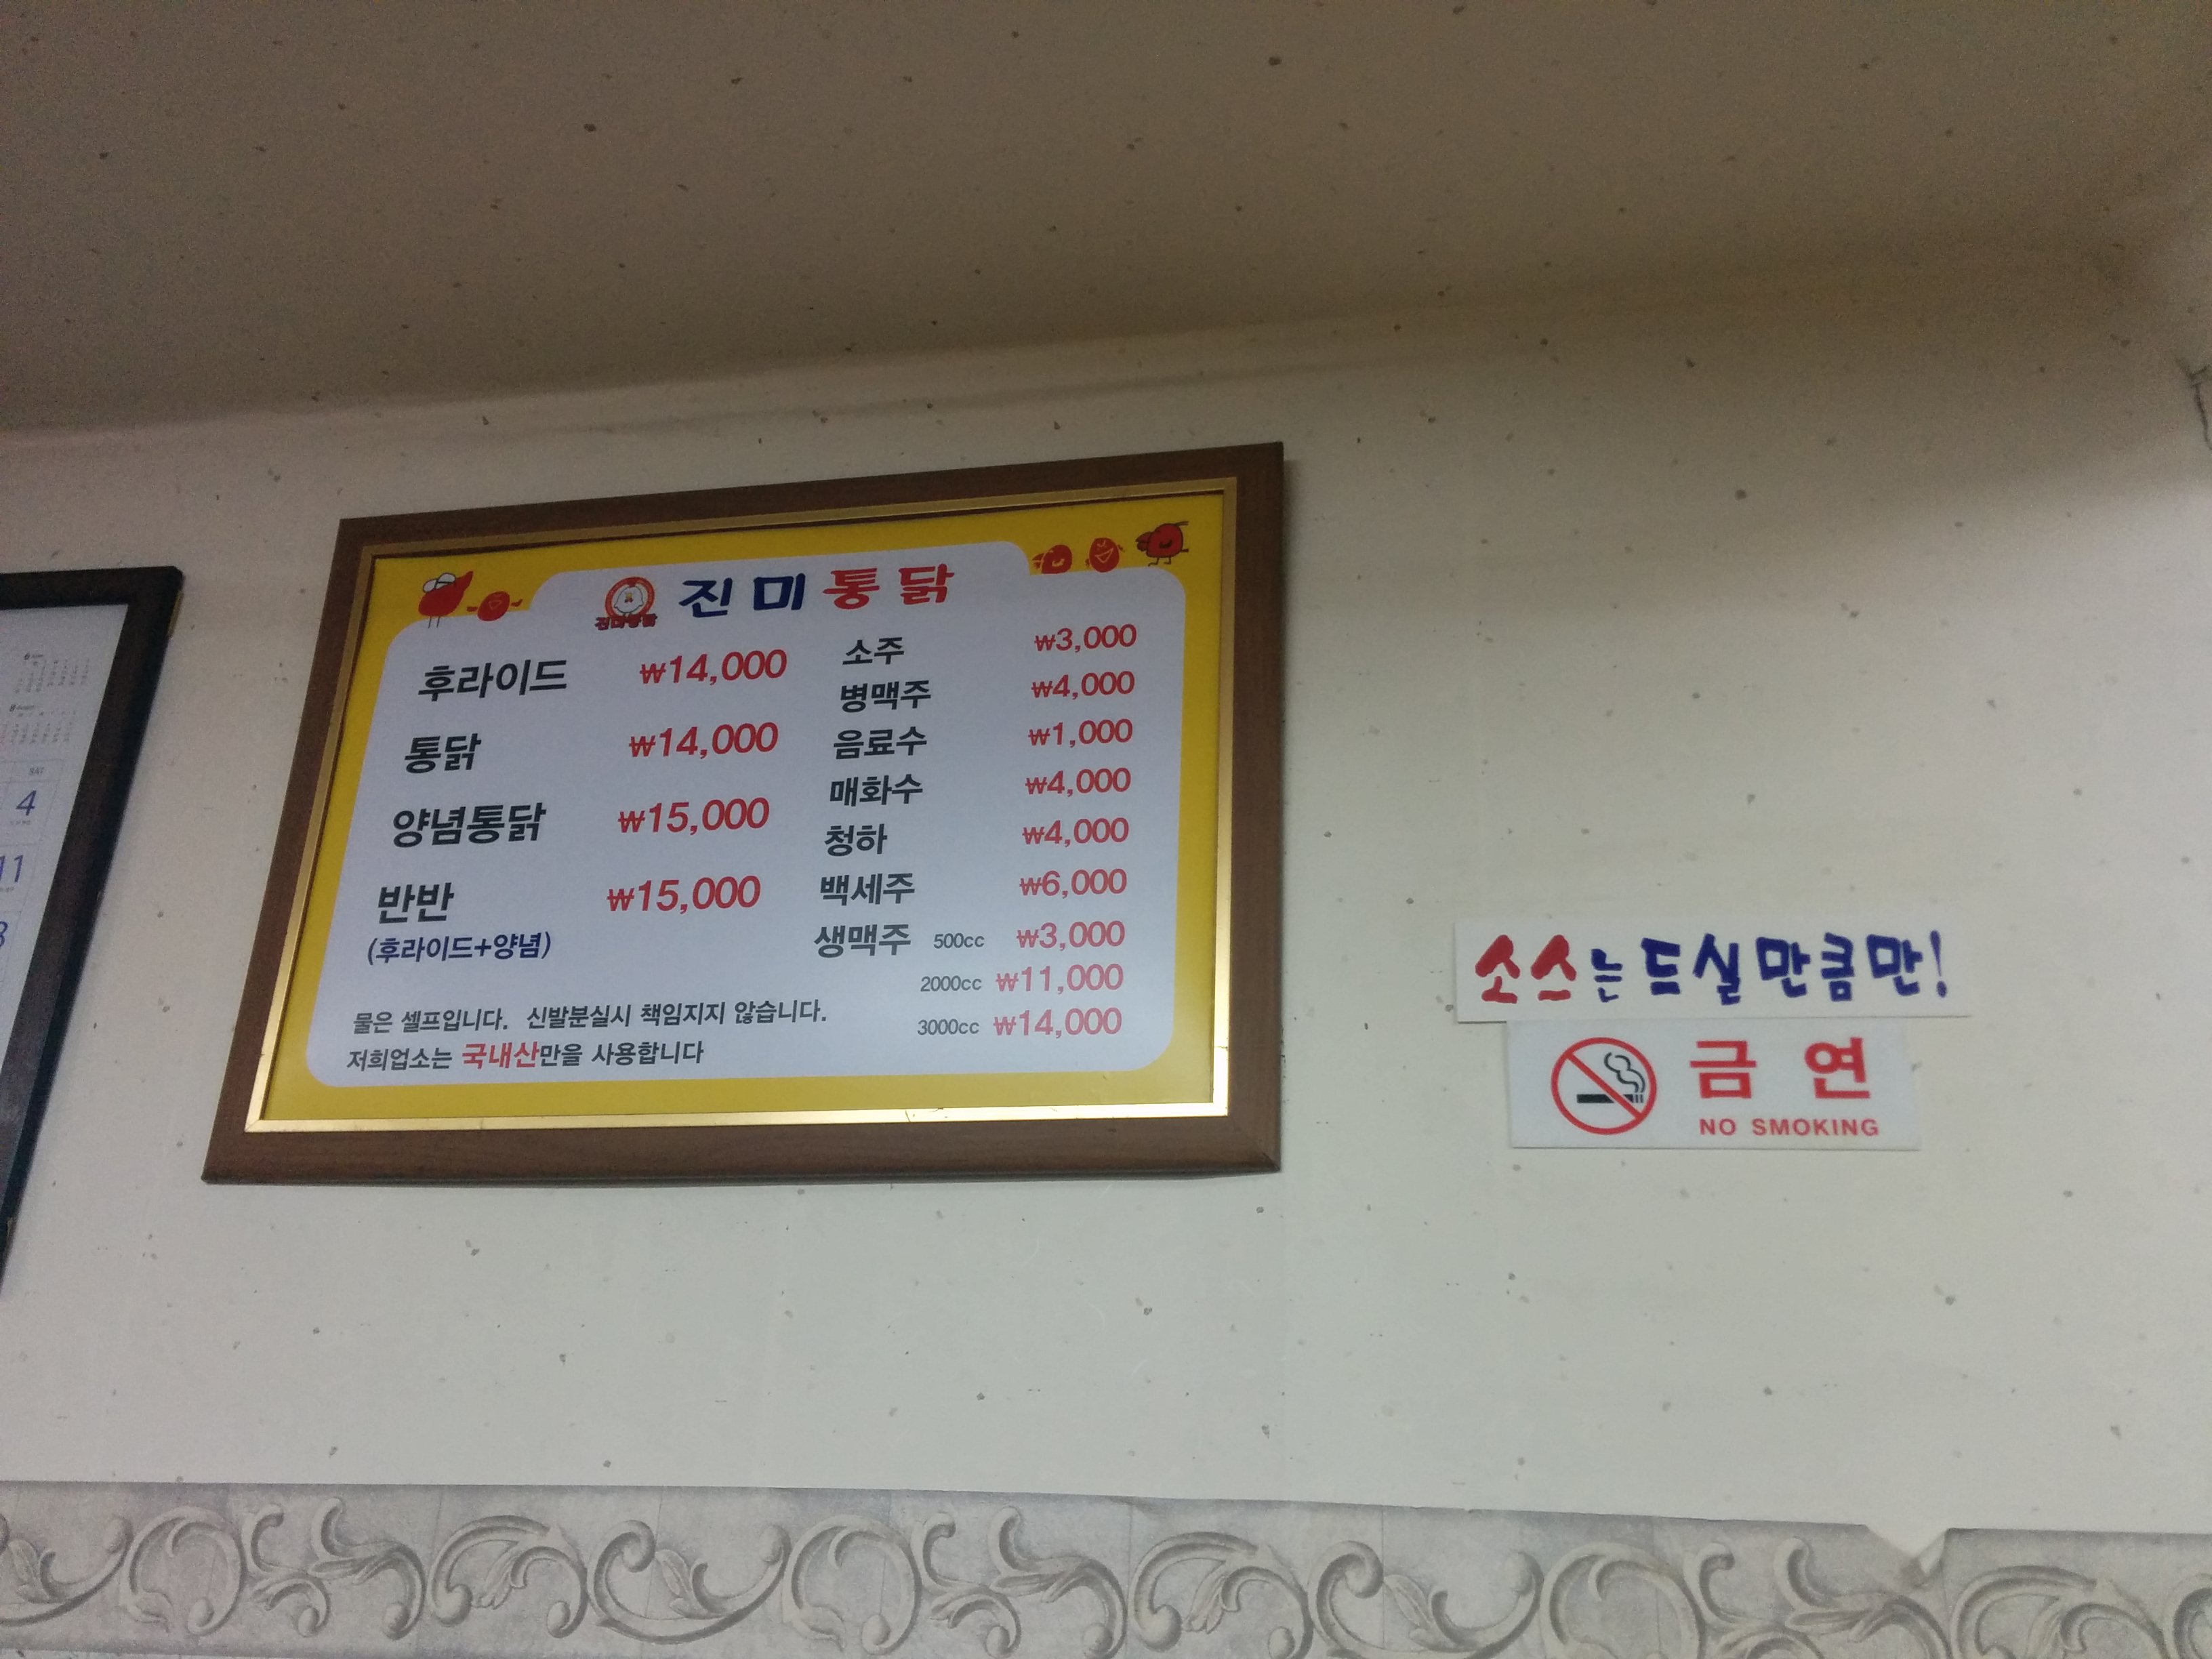 진미통닭
후라이드 ₩14,000
통닭 ₩14,000
양념통닭 ₩15,000
반반 ₩15,000
(후라이드+양념)
소주 ₩3,000
병맥주 ₩4,000
음료수 ₩1,000
매화수 ₩4,000
청하 ₩4,000
백세주 ₩6,000
생맥주 500cc ₩3,000
2000cc ₩11,000
3000cc ₩14,000
물은 셀프입니다. 신발분실시 책임지지 않습니다.
저희업소는 국내산만을 사용합니다
소스는 드실만큼만!
금연
NO SMOKING
SAT
4
11